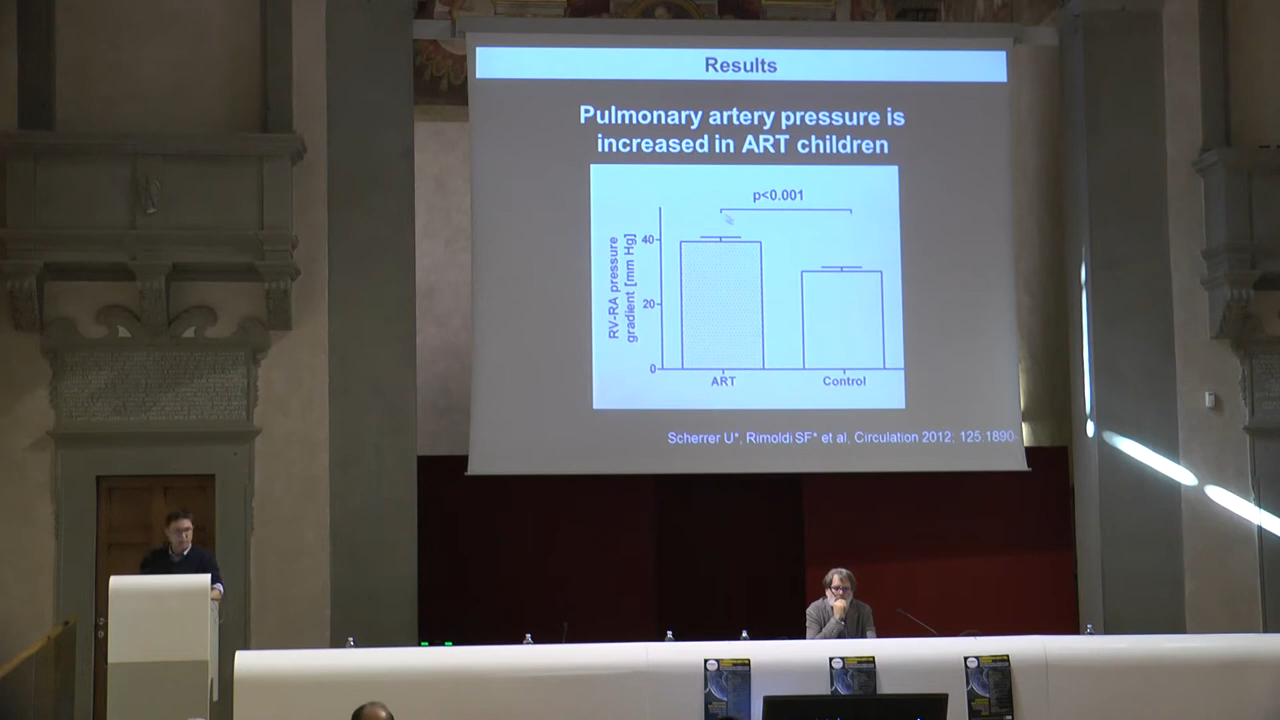 Results
Pulmonary artery pressure is
increased in ART children
p<0.001
RV-RA pressure
gradient [mm Hg]
40
20
0
ART
Control
Scherrer U*, Rimoldi SF* et al, Circulation 2012; 125:1890-